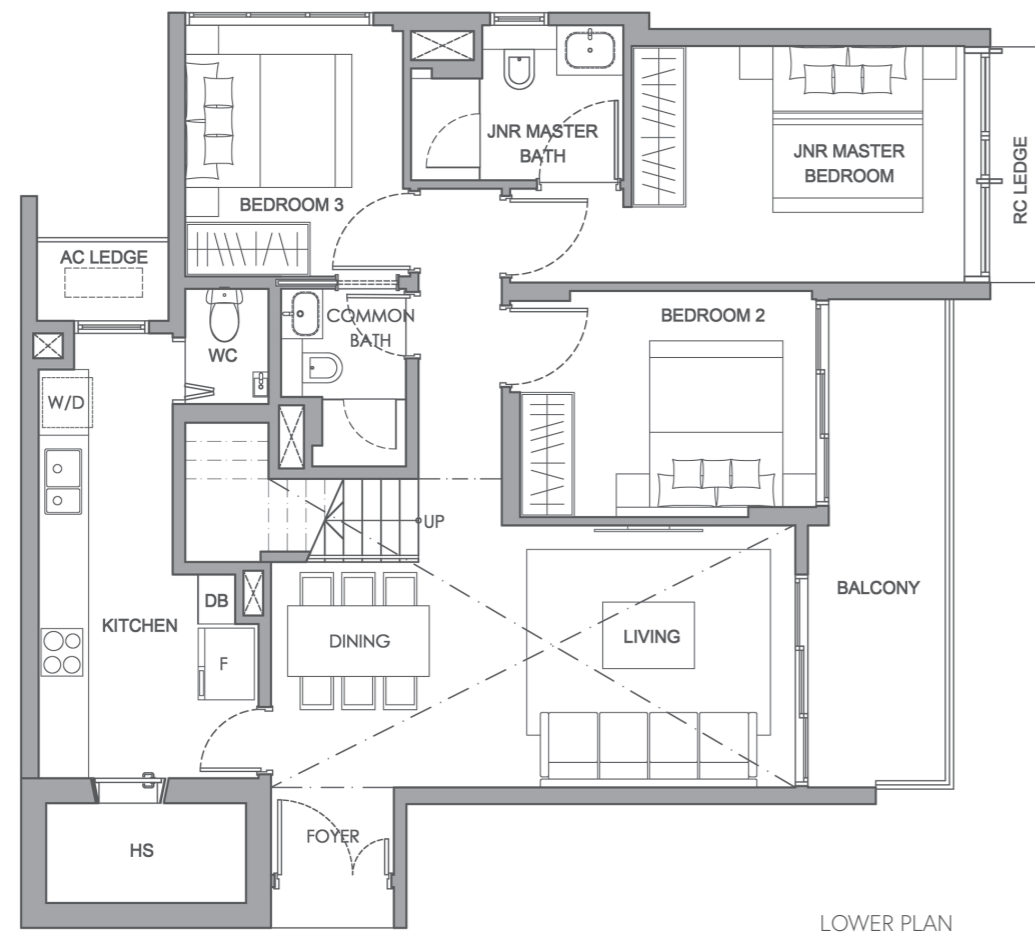 JNR MASTER
BATH
JNR MASTER
BEDROOM
RC LEDGE
BEDROOM 3
AC LEDGE
COMMON
BATH
BEDROOM 2
WC
W/D
UP
BALCONY
DB
KITCHEN
DINING
LIVING
F
FOYER
HS
LOWER PLAN